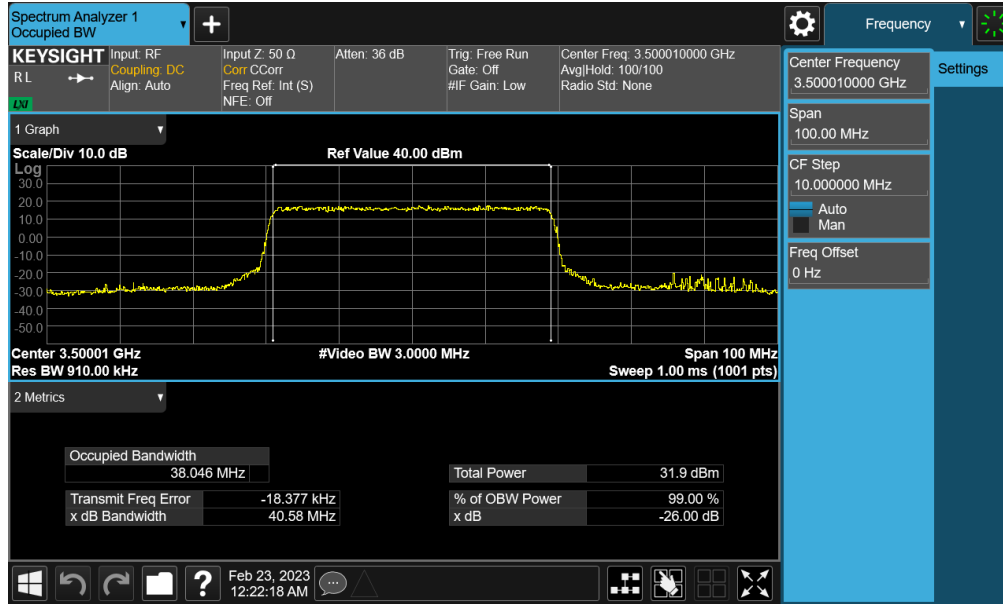 Spectrum Analyzer 1
Occupied BW
+
Frequency
KEYSIGHT
R L
LXI
Input: RF
Coupling: DC
Align: Auto
Input Z: 50 Ω
Corr CCorr
Freq Ref: Int (S)
NFE: Off
Atten: 36 dB
Trig: Free Run
Gate: Off
#IF Gain: Low
Center Freq: 3.500010000 GHz
Avg|Hold: 100/100
Radio Std: None
Center Frequency
3.500010000 GHz
Settings
Span
100.00 MHz
CF Step
10.000000 MHz
Auto
Man
Freq Offset
0 Hz
1 Graph
Scale/Div 10.0 dB
Ref Value 40.00 dBm
Log
30.0
20.0
10.0
0.00
-10.0
-20.0
-30.0
-40.0
-50.0
Center 3.50001 GHz
#Video BW 3.0000 MHz
Span 100 MHz
Res BW 910.00 kHz
Sweep 1.00 ms (1001 pts)
2 Metrics
Occupied Bandwidth
38.046 MHz
Total Power 31.9 dBm
Transmit Freq Error -18.377 kHz
% of OBW Power 99.00 %
x dB Bandwidth 40.58 MHz
x dB -26.00 dB
?
Feb 23, 2023
12:22:18 AM